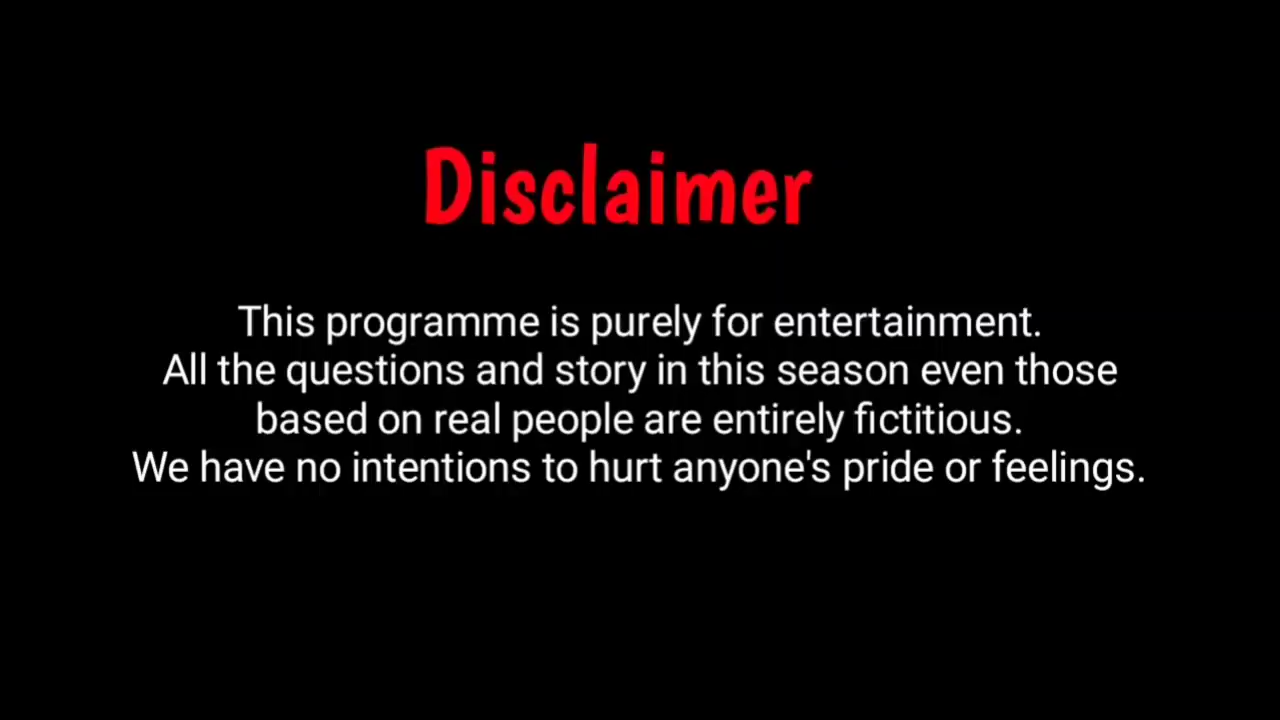 Disclaimer
This programme is purely for entertainment.
All the questions and story in this season even those
based on real people are entirely fictitious.
We have no intentions to hurt anyone's pride or feelings.